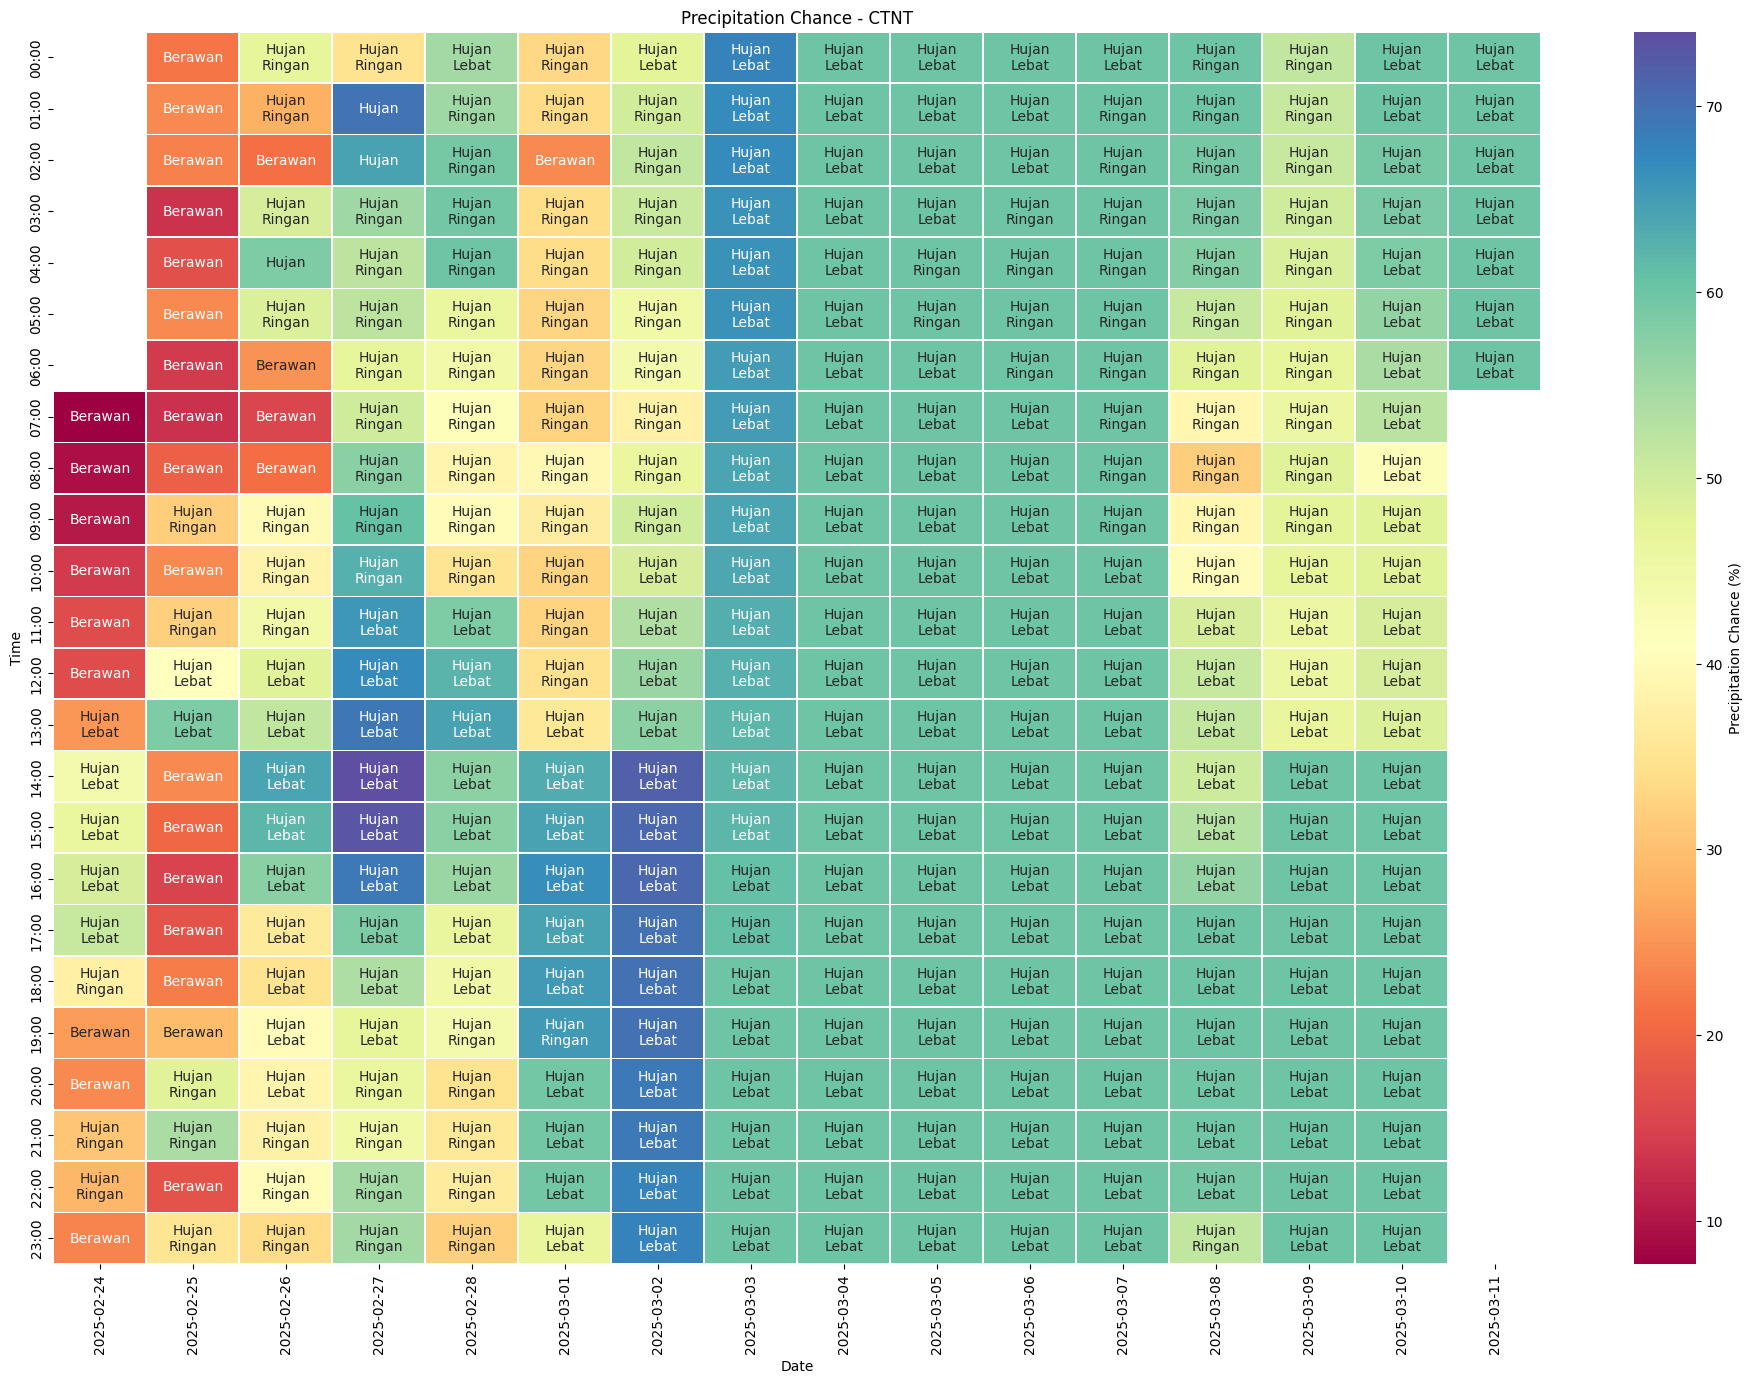 Precipitation Chance - CTNT
00:00 Berawan Hujan Ringan Hujan Ringan Hujan Lebat Hujan Ringan Hujan Lebat Hujan Lebat Hujan Lebat Hujan Lebat Hujan Lebat Hujan Lebat Hujan Ringan Hujan Ringan Hujan Lebat Hujan Lebat
01:00 Berawan Hujan Ringan Hujan Hujan Ringan Hujan Ringan Hujan Ringan Hujan Lebat Hujan Lebat Hujan Lebat Hujan Lebat Hujan Ringan Hujan Ringan Hujan Ringan Hujan Lebat Hujan Lebat
02:00 Berawan Berawan Hujan Hujan Ringan Berawan Hujan Ringan Hujan Lebat Hujan Lebat Hujan Lebat Hujan Lebat Hujan Ringan Hujan Ringan Hujan Ringan Hujan Lebat Hujan Lebat
03:00 Berawan Hujan Ringan Hujan Ringan Hujan Ringan Hujan Ringan Hujan Ringan Hujan Lebat Hujan Lebat Hujan Lebat Hujan Ringan Hujan Ringan Hujan Ringan Hujan Ringan Hujan Lebat Hujan Lebat
04:00 Berawan Hujan Hujan Ringan Hujan Ringan Hujan Ringan Hujan Ringan Hujan Lebat Hujan Lebat Hujan Ringan Hujan Ringan Hujan Ringan Hujan Ringan Hujan Ringan Hujan Lebat Hujan Lebat
05:00 Berawan Hujan Ringan Hujan Ringan Hujan Ringan Hujan Ringan Hujan Ringan Hujan Lebat Hujan Lebat Hujan Ringan Hujan Ringan Hujan Ringan Hujan Ringan Hujan Ringan Hujan Lebat Hujan Lebat
06:00 Berawan Berawan Hujan Ringan Hujan Ringan Hujan Ringan Hujan Ringan Hujan Lebat Hujan Lebat Hujan Lebat Hujan Ringan Hujan Ringan Hujan Ringan Hujan Ringan Hujan Lebat Hujan Lebat
07:00 Berawan Berawan Berawan Hujan Ringan Hujan Ringan Hujan Ringan Hujan Ringan Hujan Lebat Hujan Lebat Hujan Lebat Hujan Lebat Hujan Ringan Hujan Ringan Hujan Ringan Hujan Lebat
08:00 Berawan Berawan Berawan Hujan Ringan Hujan Ringan Hujan Ringan Hujan Ringan Hujan Lebat Hujan Lebat Hujan Lebat Hujan Lebat Hujan Ringan Hujan Ringan Hujan Ringan Hujan Lebat
09:00 Berawan Hujan Ringan Hujan Ringan Hujan Ringan Hujan Ringan Hujan Ringan Hujan Ringan Hujan Lebat Hujan Lebat Hujan Lebat Hujan Lebat Hujan Ringan Hujan Ringan Hujan Ringan Hujan Lebat
10:00 Berawan Berawan Hujan Ringan Hujan Ringan Hujan Ringan Hujan Ringan Hujan Lebat Hujan Lebat Hujan Lebat Hujan Lebat Hujan Lebat Hujan Lebat Hujan Ringan Hujan Lebat Hujan Lebat
11:00 Berawan Hujan Ringan Hujan Ringan Hujan Lebat Hujan Lebat Hujan Ringan Hujan Lebat Hujan Lebat Hujan Lebat Hujan Lebat Hujan Lebat Hujan Lebat Hujan Lebat Hujan Lebat Hujan Lebat
12:00 Berawan Hujan Lebat Hujan Lebat Hujan Lebat Hujan Lebat Hujan Ringan Hujan Lebat Hujan Lebat Hujan Lebat Hujan Lebat Hujan Lebat Hujan Lebat Hujan Lebat Hujan Lebat Hujan Lebat
13:00 Hujan Lebat Hujan Lebat Hujan Lebat Hujan Lebat Hujan Lebat Hujan Lebat Hujan Lebat Hujan Lebat Hujan Lebat Hujan Lebat Hujan Lebat Hujan Lebat Hujan Lebat Hujan Lebat Hujan Lebat
14:00 Hujan Lebat Berawan Hujan Lebat Hujan Lebat Hujan Lebat Hujan Lebat Hujan Lebat Hujan Lebat Hujan Lebat Hujan Lebat Hujan Lebat Hujan Lebat Hujan Lebat Hujan Lebat Hujan Lebat
15:00 Hujan Lebat Berawan Hujan Lebat Hujan Lebat Hujan Lebat Hujan Lebat Hujan Lebat Hujan Lebat Hujan Lebat Hujan Lebat Hujan Lebat Hujan Lebat Hujan Lebat Hujan Lebat Hujan Lebat
16:00 Hujan Lebat Berawan Hujan Lebat Hujan Lebat Hujan Lebat Hujan Lebat Hujan Lebat Hujan Lebat Hujan Lebat Hujan Lebat Hujan Lebat Hujan Lebat Hujan Lebat Hujan Lebat Hujan Lebat
17:00 Hujan Lebat Berawan Hujan Lebat Hujan Lebat Hujan Lebat Hujan Lebat Hujan Lebat Hujan Lebat Hujan Lebat Hujan Lebat Hujan Lebat Hujan Lebat Hujan Lebat Hujan Lebat Hujan Lebat
18:00 Hujan Ringan Berawan Hujan Lebat Hujan Lebat Hujan Lebat Hujan Lebat Hujan Lebat Hujan Lebat Hujan Lebat Hujan Lebat Hujan Lebat Hujan Lebat Hujan Lebat Hujan Lebat Hujan Lebat
19:00 Berawan Berawan Hujan Lebat Hujan Lebat Hujan Ringan Hujan Ringan Hujan Lebat Hujan Lebat Hujan Lebat Hujan Lebat Hujan Lebat Hujan Lebat Hujan Lebat Hujan Lebat Hujan Lebat
20:00 Berawan Hujan Ringan Hujan Lebat Hujan Ringan Hujan Ringan Hujan Lebat Hujan Lebat Hujan Lebat Hujan Lebat Hujan Lebat Hujan Lebat Hujan Lebat Hujan Lebat Hujan Lebat Hujan Lebat
21:00 Hujan Ringan Hujan Ringan Hujan Ringan Hujan Ringan Hujan Ringan Hujan Lebat Hujan Lebat Hujan Lebat Hujan Lebat Hujan Lebat Hujan Lebat Hujan Lebat Hujan Lebat Hujan Lebat Hujan Lebat
22:00 Hujan Ringan Berawan Hujan Ringan Hujan Ringan Hujan Ringan Hujan Lebat Hujan Lebat Hujan Lebat Hujan Lebat Hujan Lebat Hujan Lebat Hujan Lebat Hujan Lebat Hujan Lebat Hujan Lebat
23:00 Berawan Hujan Ringan Hujan Ringan Hujan Ringan Hujan Ringan Hujan Lebat Hujan Lebat Hujan Lebat Hujan Lebat Hujan Lebat Hujan Lebat Hujan Lebat Hujan Ringan Hujan Lebat Hujan Lebat
Time
2025-02-24 2025-02-25 2025-02-26 2025-02-27 2025-02-28 2025-03-01 2025-03-02 2025-03-03 2025-03-04 2025-03-05 2025-03-06 2025-03-07 2025-03-08 2025-03-09 2025-03-10 2025-03-11
Date
70
60
50
40
30
20
10
Precipitation Chance (%)